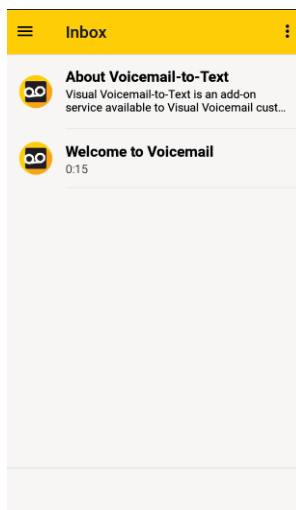 Inbox
About Voicemail-to-Text
Visual Voicemail-to-Text is an add-on
service available to Visual Voicemail cust...
Welcome to Voicemail
0:15